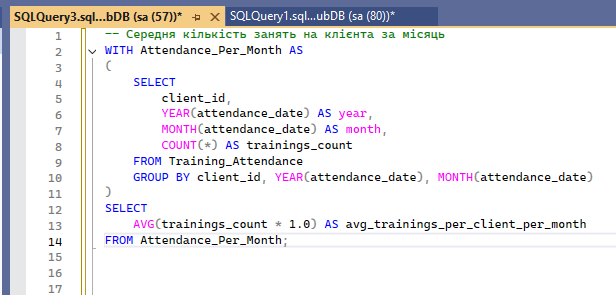 SQLQuery3.sql...ubDB (sa (57))* SQLQuery1.sql...ubDB (sa (80))*
1 -- Середня кількість занять на клієнта за місяць
2 WITH Attendance_Per_Month AS
3 (
4 SELECT
5 client_id,
6 YEAR(attendance_date) AS year,
7 MONTH(attendance_date) AS month,
8 COUNT(*) AS trainings_count
9 FROM Training_Attendance
10 GROUP BY client_id, YEAR(attendance_date), MONTH(attendance_date)
11 )
12 SELECT
13 AVG(trainings_count * 1.0) AS avg_trainings_per_client_per_month
14 FROM Attendance_Per_Month;
15
16
17